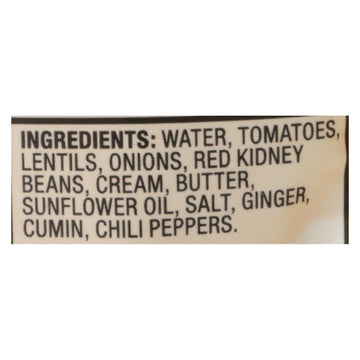 INGREDIENTS: WATER, TOMATOES,
LENTILS, ONIONS, RED KIDNEY
BEANS, CREAM, BUTTER,
SUNFLOWER OIL, SALT, GINGER,
CUMIN, CHILI PEPPERS.